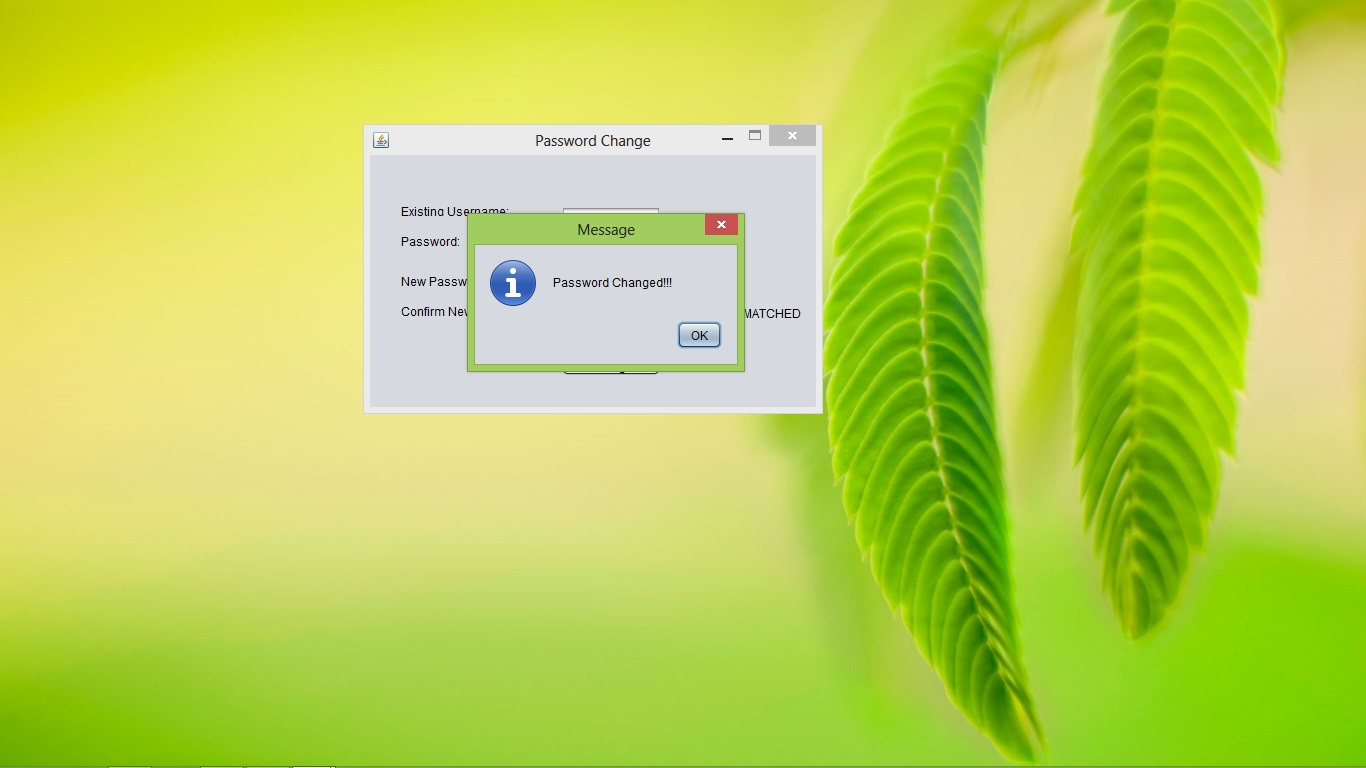 Password Change
Existing Username:
Message
Password:
Password Changed!!!
New Passw
Confirm New
MATCHED
OK